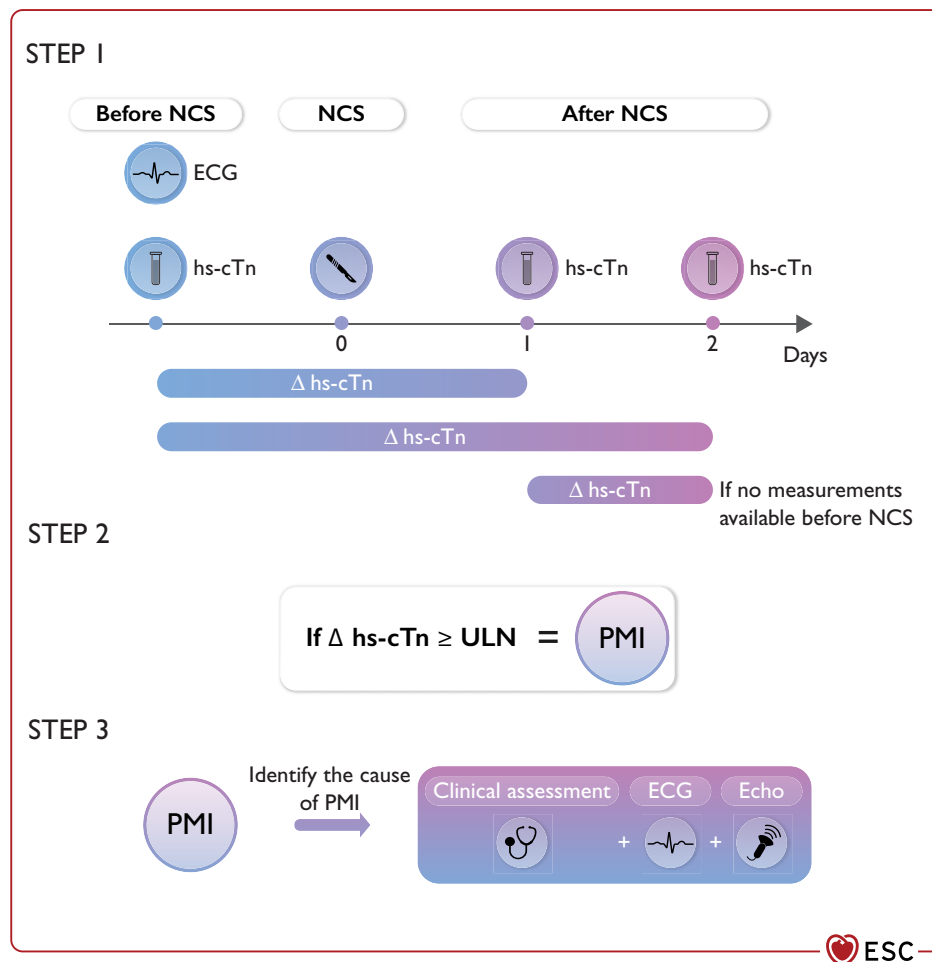 STEP 1
Before NCS
NCS
After NCS
ECG
hs-cTn
hs-cTn
hs-cTn
0
1
2
Days
Δ hs-cTn
Δ hs-cTn
Δ hs-cTn
If no measurements
available before NCS
STEP 2
If Δ hs-cTn ≥ ULN = PMI
STEP 3
PMI
Identify the cause
of PMI
Clinical assessment
ECG
Echo
+
+
ESC